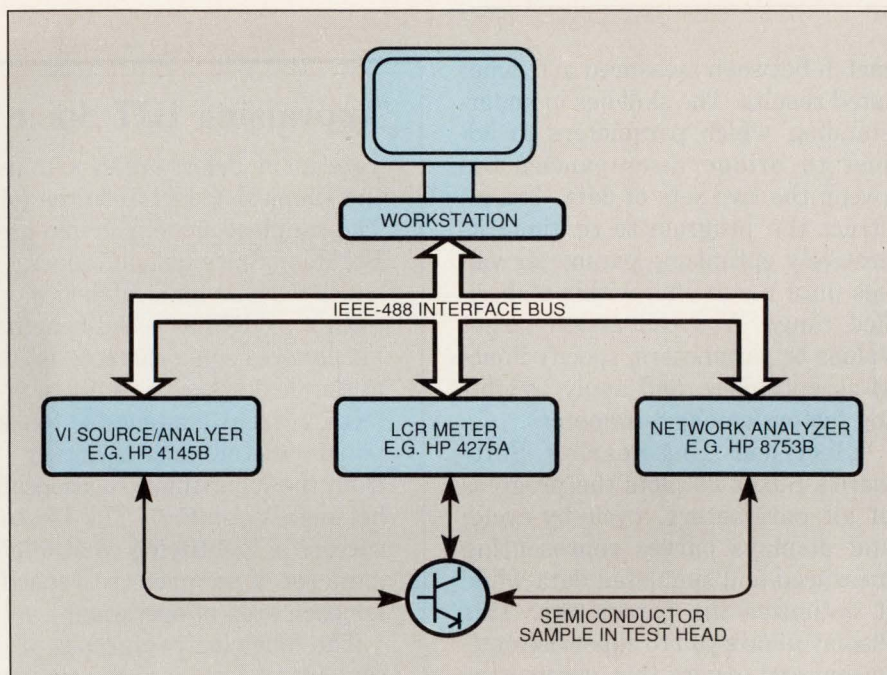 WORKSTATION
IEEE-488 INTERFACE BUS
VI SOURCE/ANALYER
E.G. HP 4145B
LCR METER
E.G. HP 4275A
NETWORK ANALYZER
E.G. HP 8753B
SEMICONDUCTOR
SAMPLE IN TEST HEAD